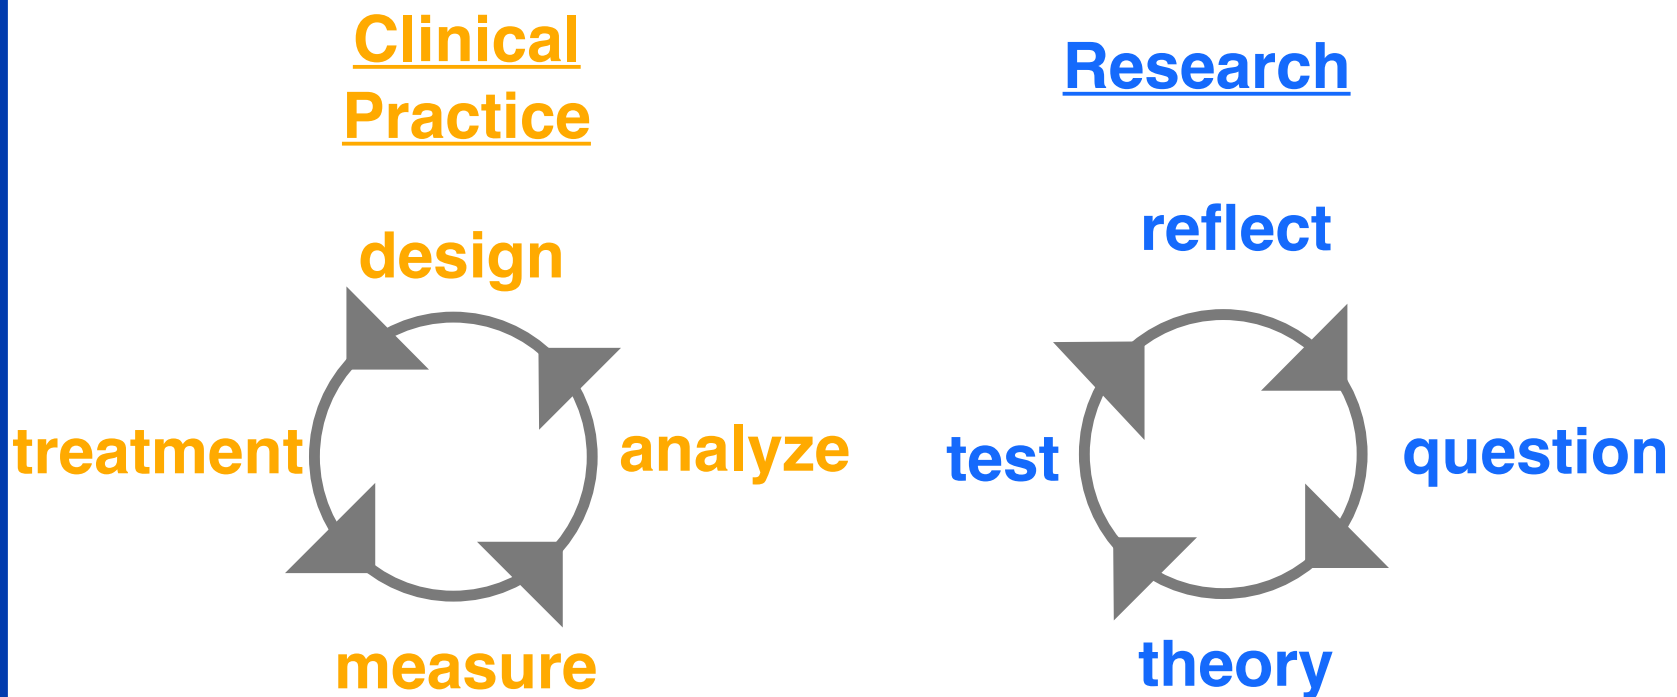 Clinical
Practice
design
treatment
analyze
measure
Research
reflect
test
question
theory